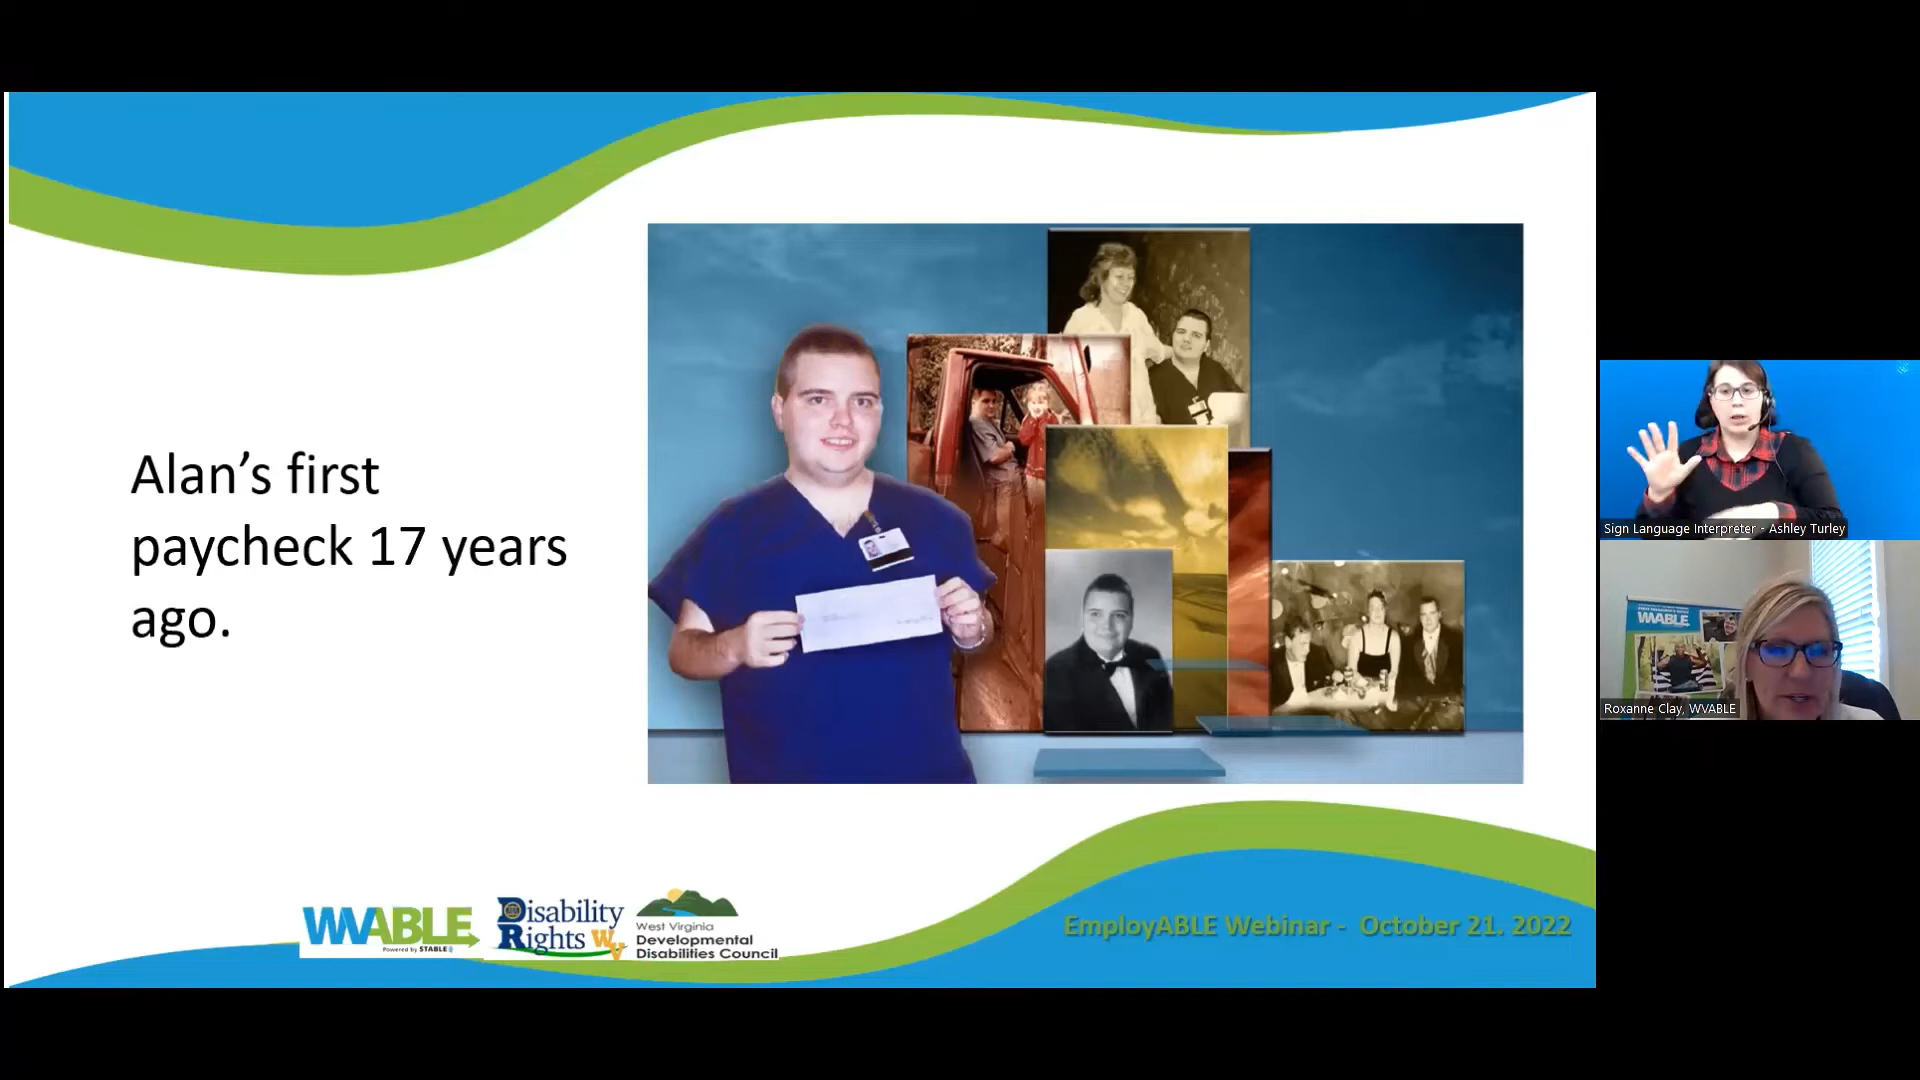 Alan’s first
paycheck 17 years
ago.
WVABLE
Powered by STABLE
Disability
Rights WV
West Virginia
Developmental
Disabilities Council
EmployABLE Webinar - October 21. 2022
Sign Language Interpreter - Ashley Turley
WVABLE
Roxanne Clay, WVABLE